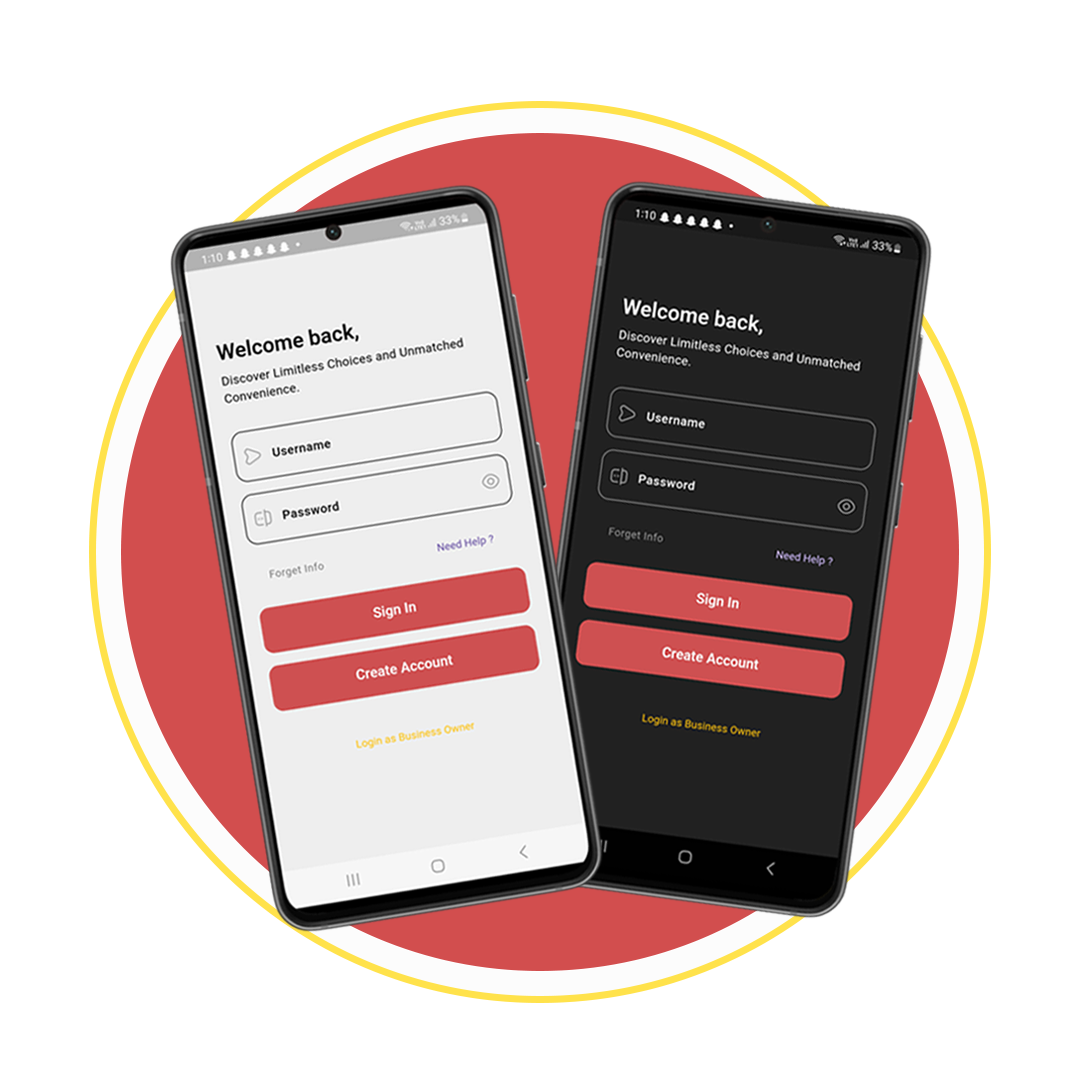 1:10
33%
Welcome back,
Discover Limitless Choices and Unmatched
Convenience.
Username
Password
Need Help ?
Forget Info
Sign In
Create Account
Login as Business Owner
1:10
33%
Welcome back,
Discover Limitless Choices and Unmatched
Convenience.
Username
Password
Forget Info
Need Help ?
Sign In
Create Account
Login as Business Owner